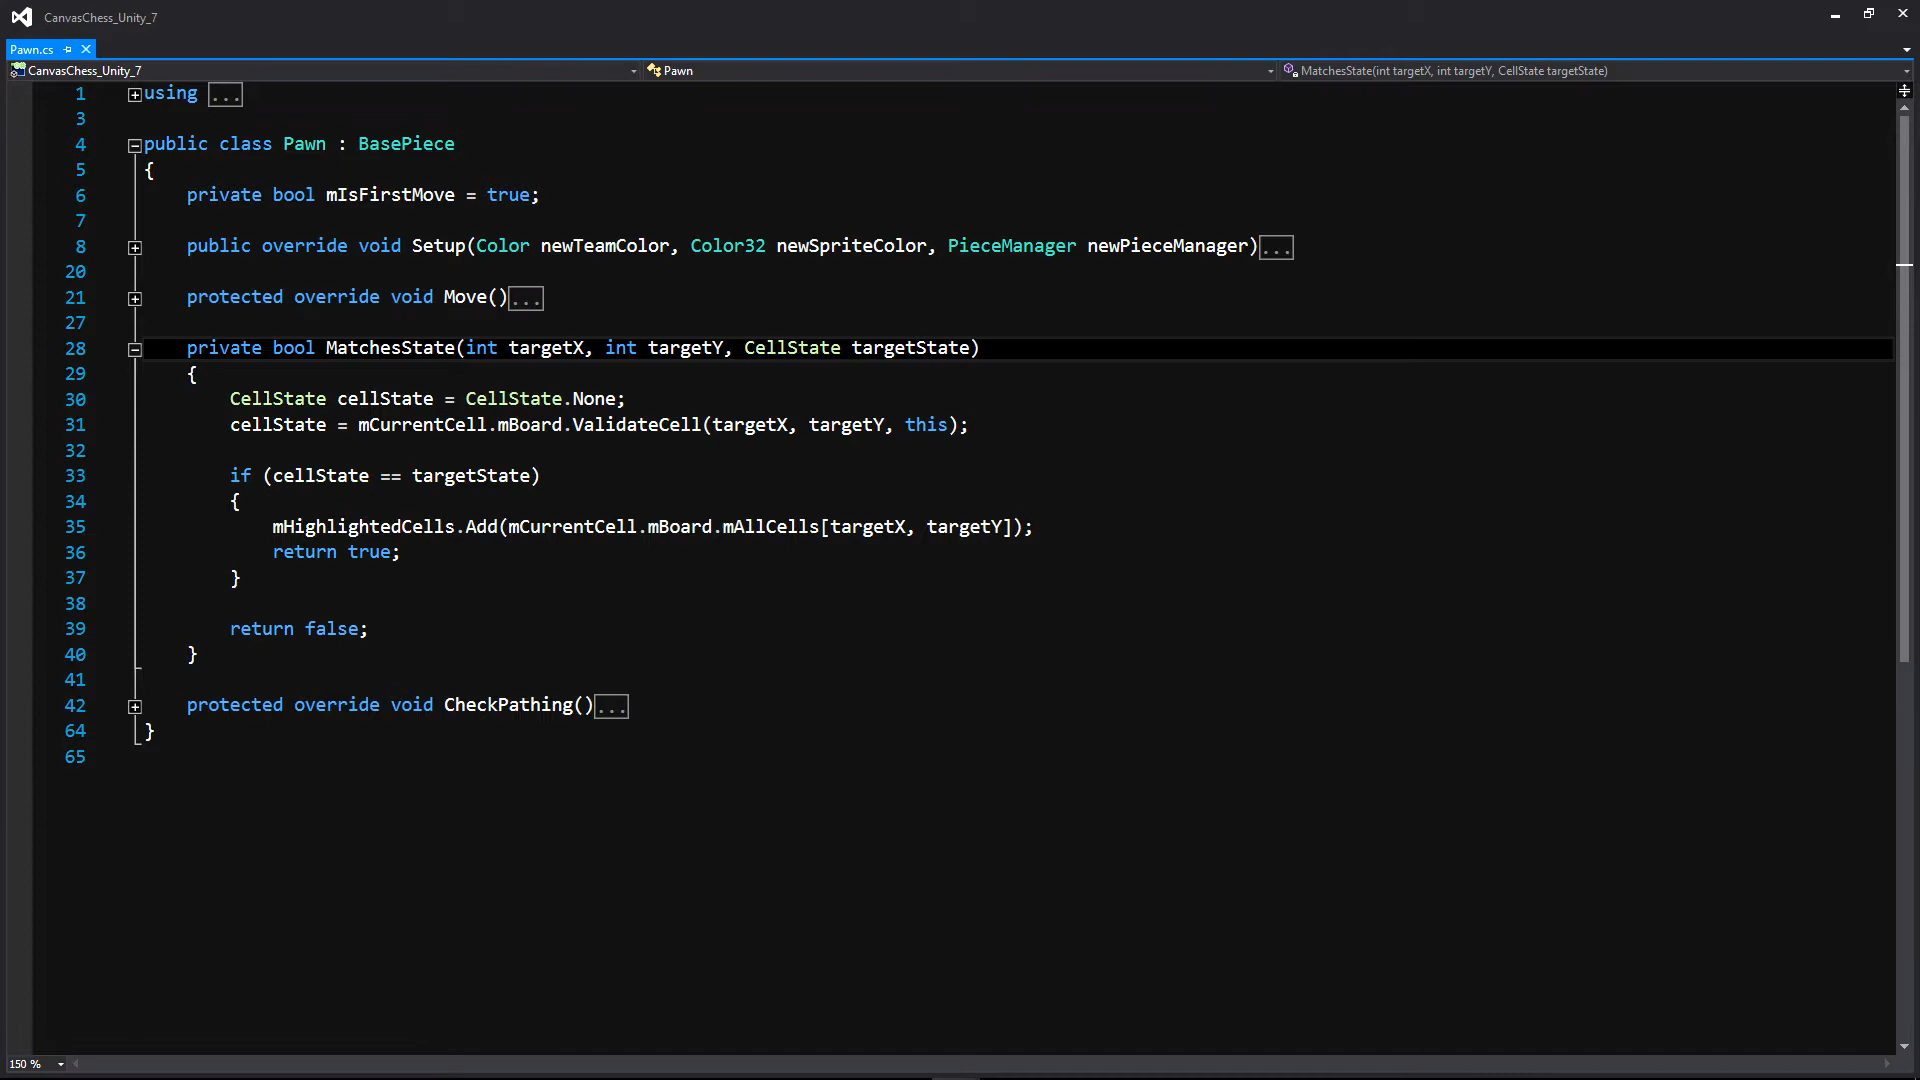 CanvasChess_Unity_7
Pawn.cs
CanvasChess_Unity_7 Pawn MatchesState(int targetX, int targetY, CellState targetState)
1 using ...
3
4 public class Pawn : BasePiece
5 {
6 private bool mIsFirstMove = true;
7
8 public override void Setup(Color newTeamColor, Color32 newSpriteColor, PieceManager newPieceManager)...
20
21 protected override void Move()...
27
28 private bool MatchesState(int targetX, int targetY, CellState targetState)
29 {
30 CellState cellState = CellState.None;
31 cellState = mCurrentCell.mBoard.ValidateCell(targetX, targetY, this);
32
33 if (cellState == targetState)
34 {
35 mHighlightedCells.Add(mCurrentCell.mBoard.mAllCells[targetX, targetY]);
36 return true;
37 }
38
39 return false;
40 }
41
42 protected override void CheckPathing()...
64 }
65
150 %